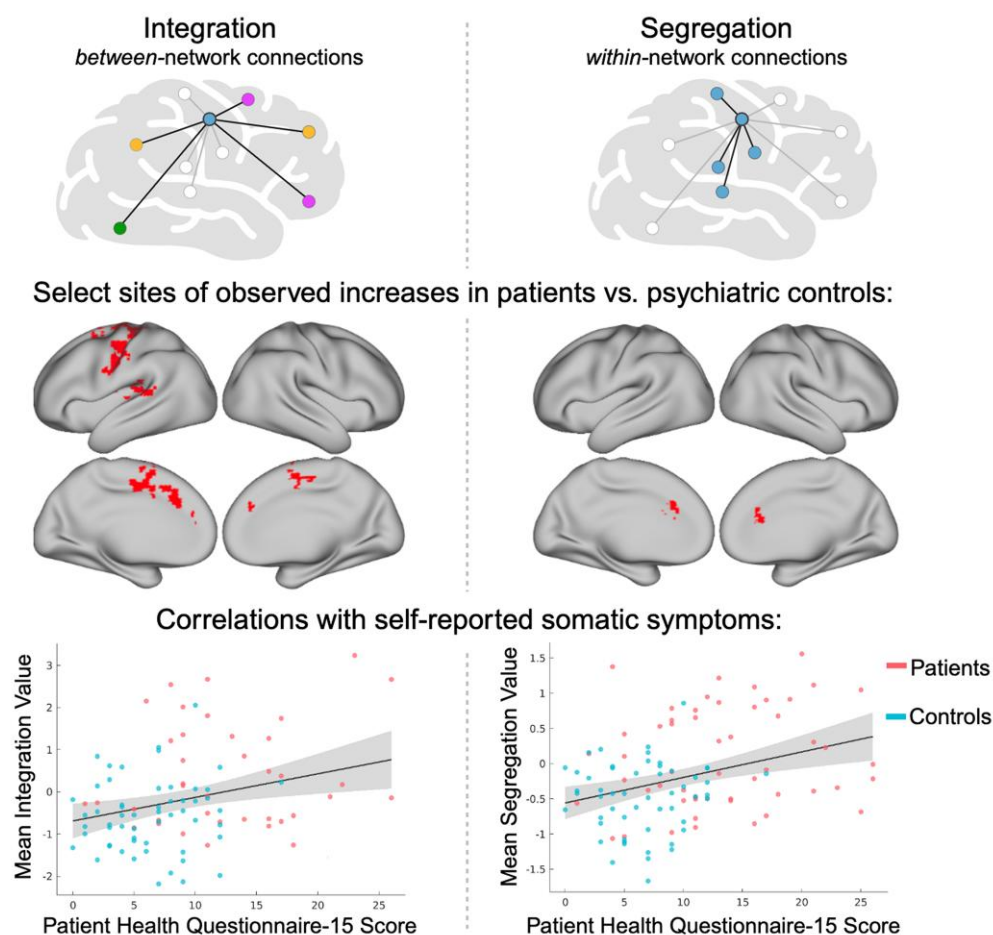 Integration
between-network connections
Segregation
within-network connections
Select sites of observed increases in patients vs. psychiatric controls:
Correlations with self-reported somatic symptoms:
Mean Integration Value
3
2
1
0
-1
-2
0 5 10 15 20 25
Patient Health Questionnaire-15 Score
Mean Segregation Value
1.5
1
0.5
0
-0.5
-1
-1.5
0 5 10 15 20 25
Patient Health Questionnaire-15 Score
Patients
Controls